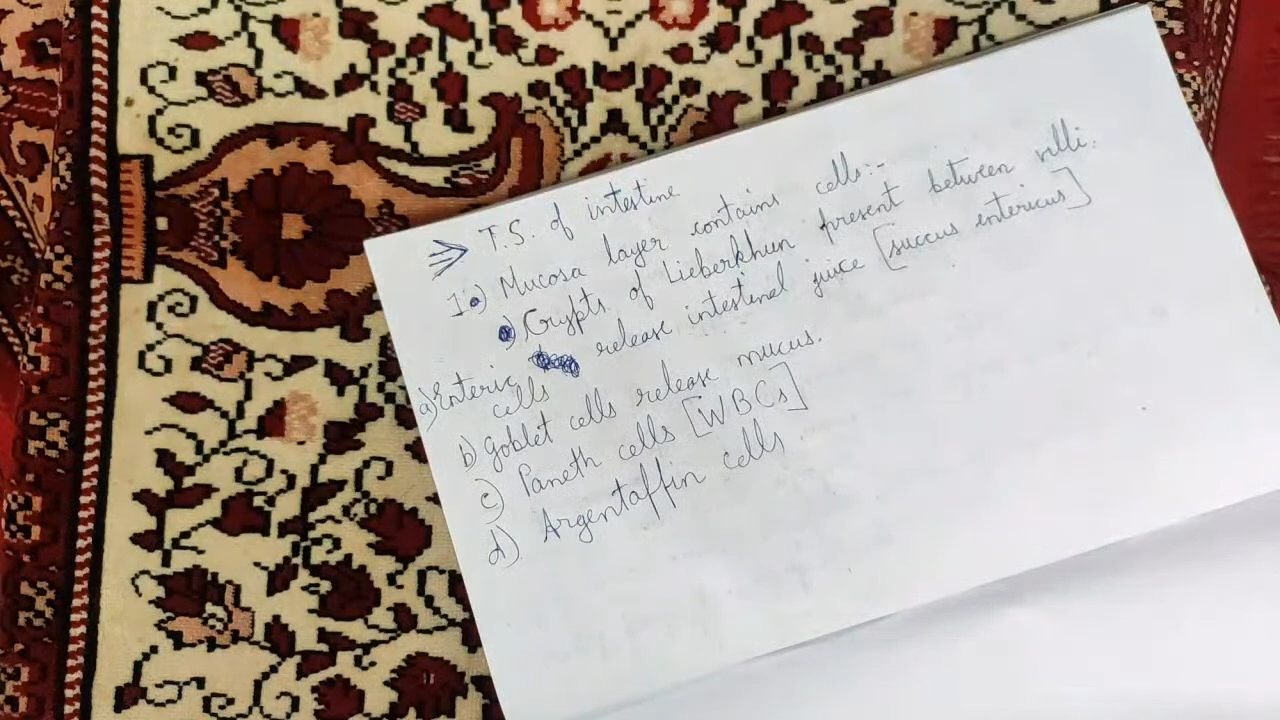 ⇒ T.S. of intestine
1•) Mucosa layer contains cells:-
•) Crypts of Lieberkhun present between villi.
a) Enteric cells release intestinal juice [succus entericus]
b) goblet cells release mucus.
c) Paneth cells [WBCs]
d) Argentaffin cells